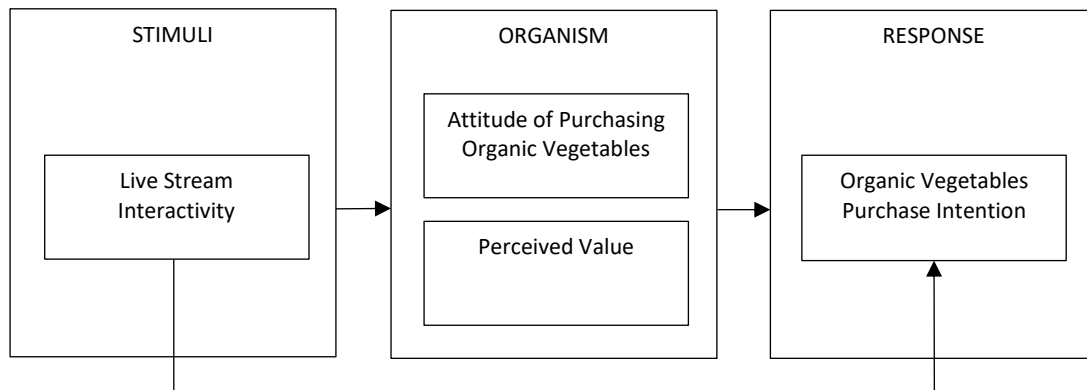 STIMULI
Live Stream
Interactivity
ORGANISM
Attitude of Purchasing
Organic Vegetables
Perceived Value
RESPONSE
Organic Vegetables
Purchase Intention